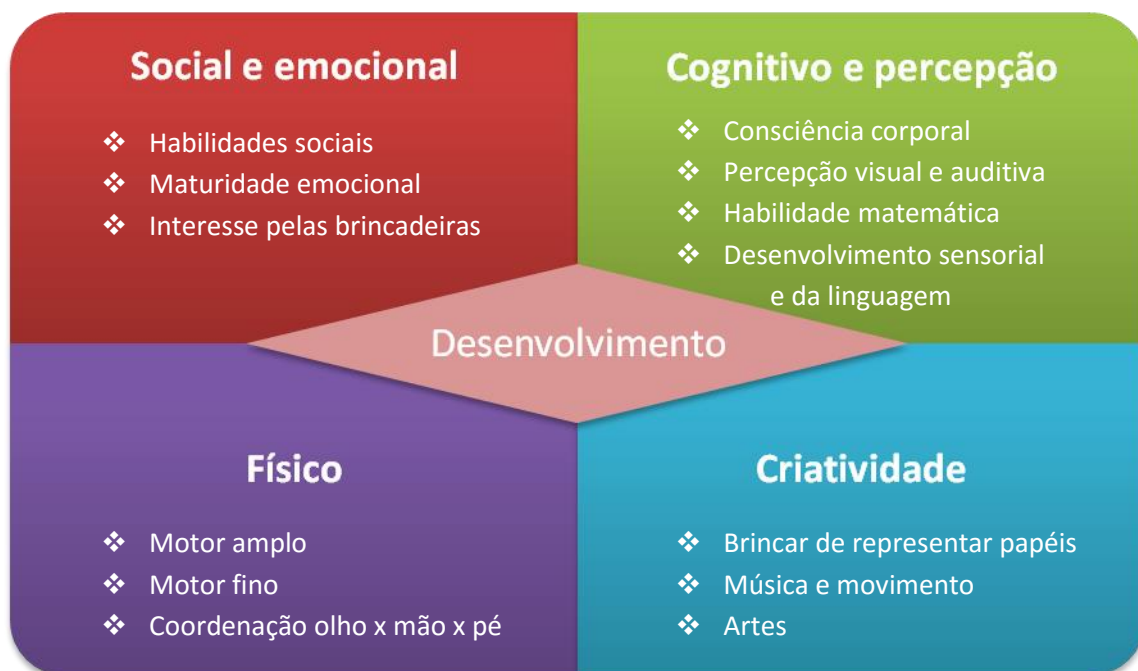 Social e emocional
❖ Habilidades sociais
❖ Maturidade emocional
❖ Interesse pelas brincadeiras
Cognitivo e percepção
❖ Consciência corporal
❖ Percepção visual e auditiva
❖ Habilidade matemática
❖ Desenvolvimento sensorial
e da linguagem
Desenvolvimento
Físico
❖ Motor amplo
❖ Motor fino
❖ Coordenação olho x mão x pé
Criatividade
❖ Brincar de representar papéis
❖ Música e movimento
❖ Artes